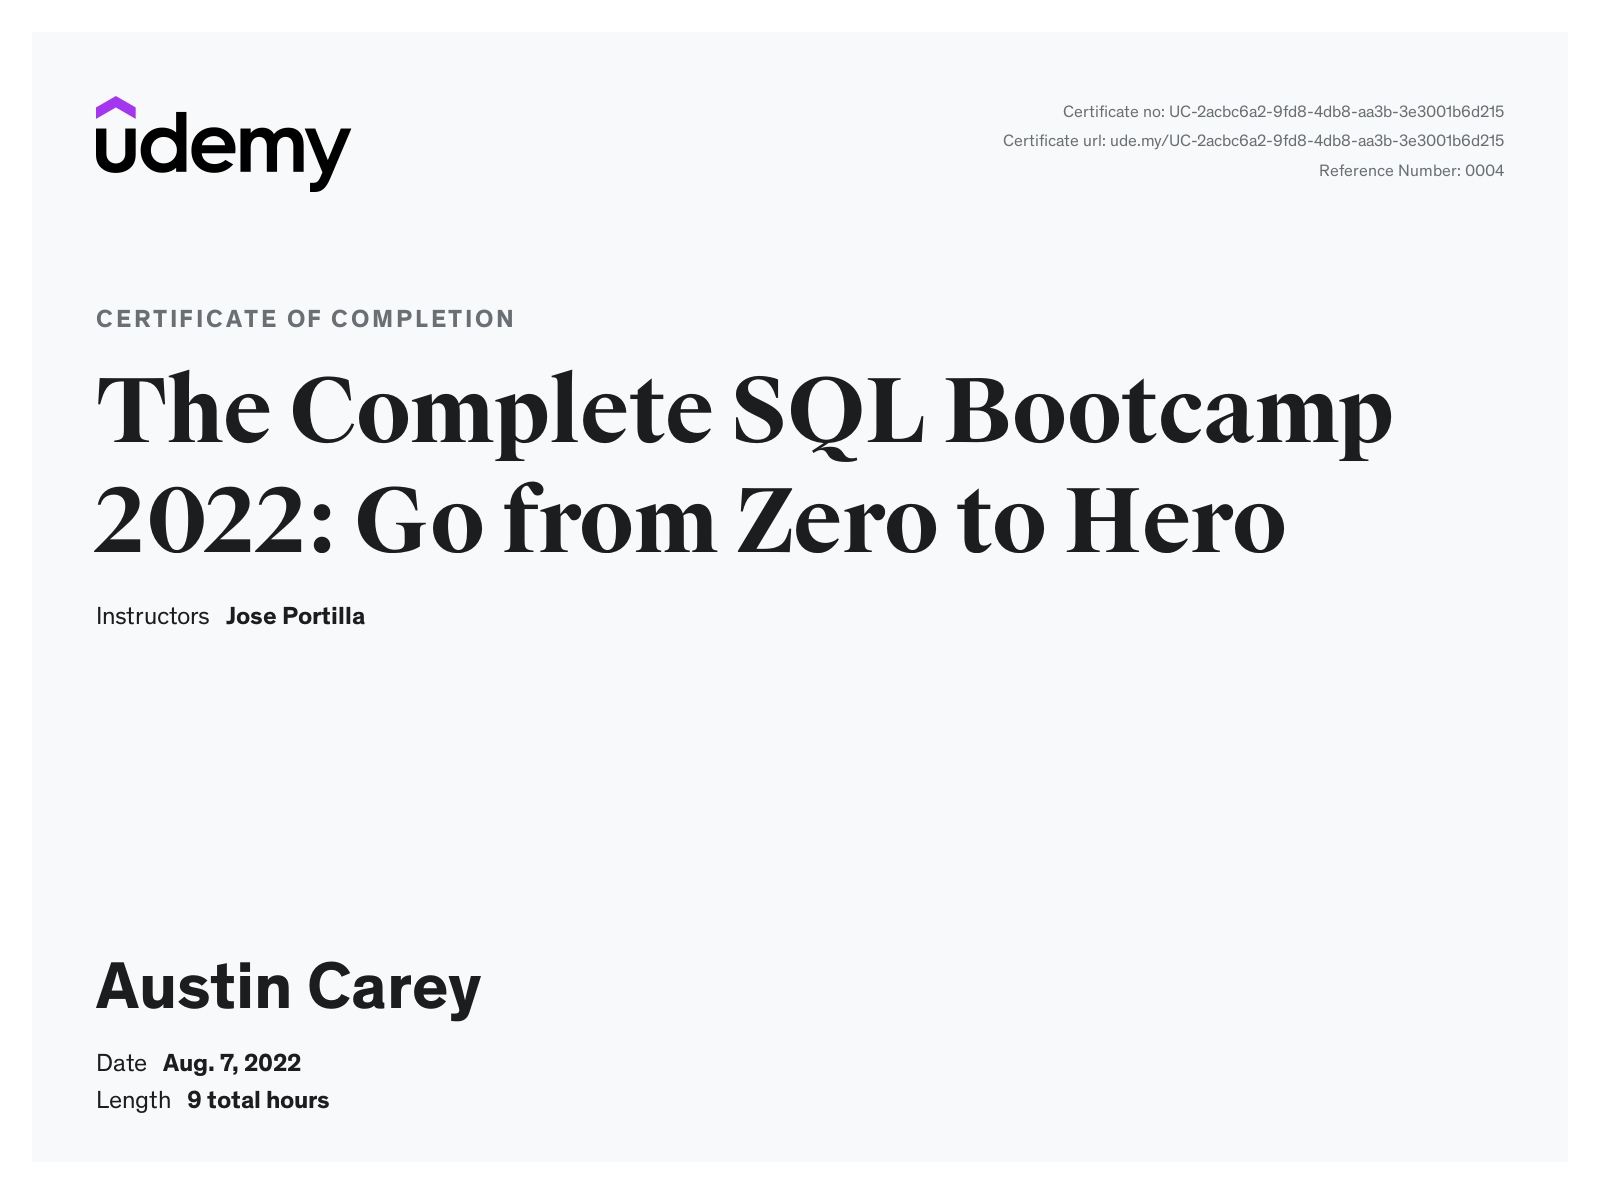 udemy
Certificate no: UC-2acbc6a2-9fd8-4db8-aa3b-3e3001b6d215
Certificate url: ude.my/UC-2acbc6a2-9fd8-4db8-aa3b-3e3001b6d215
Reference Number: 0004
CERTIFICATE OF COMPLETION
The Complete SQL Bootcamp
2022: Go from Zero to Hero
Instructors Jose Portilla
Austin Carey
Date Aug. 7, 2022
Length 9 total hours